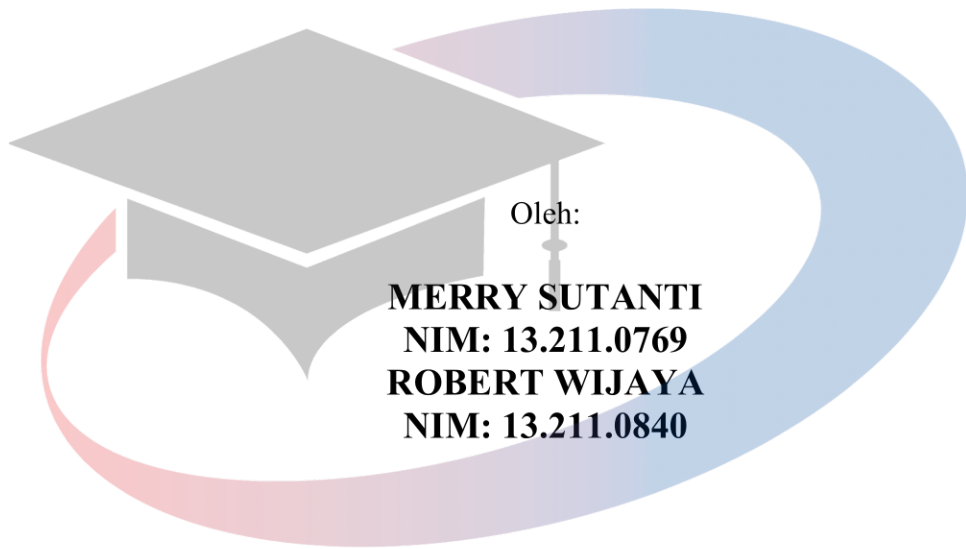 Oleh:
MERRY SUTANTI
NIM: 13.211.0769
ROBERT WIJAYA
NIM: 13.211.0840